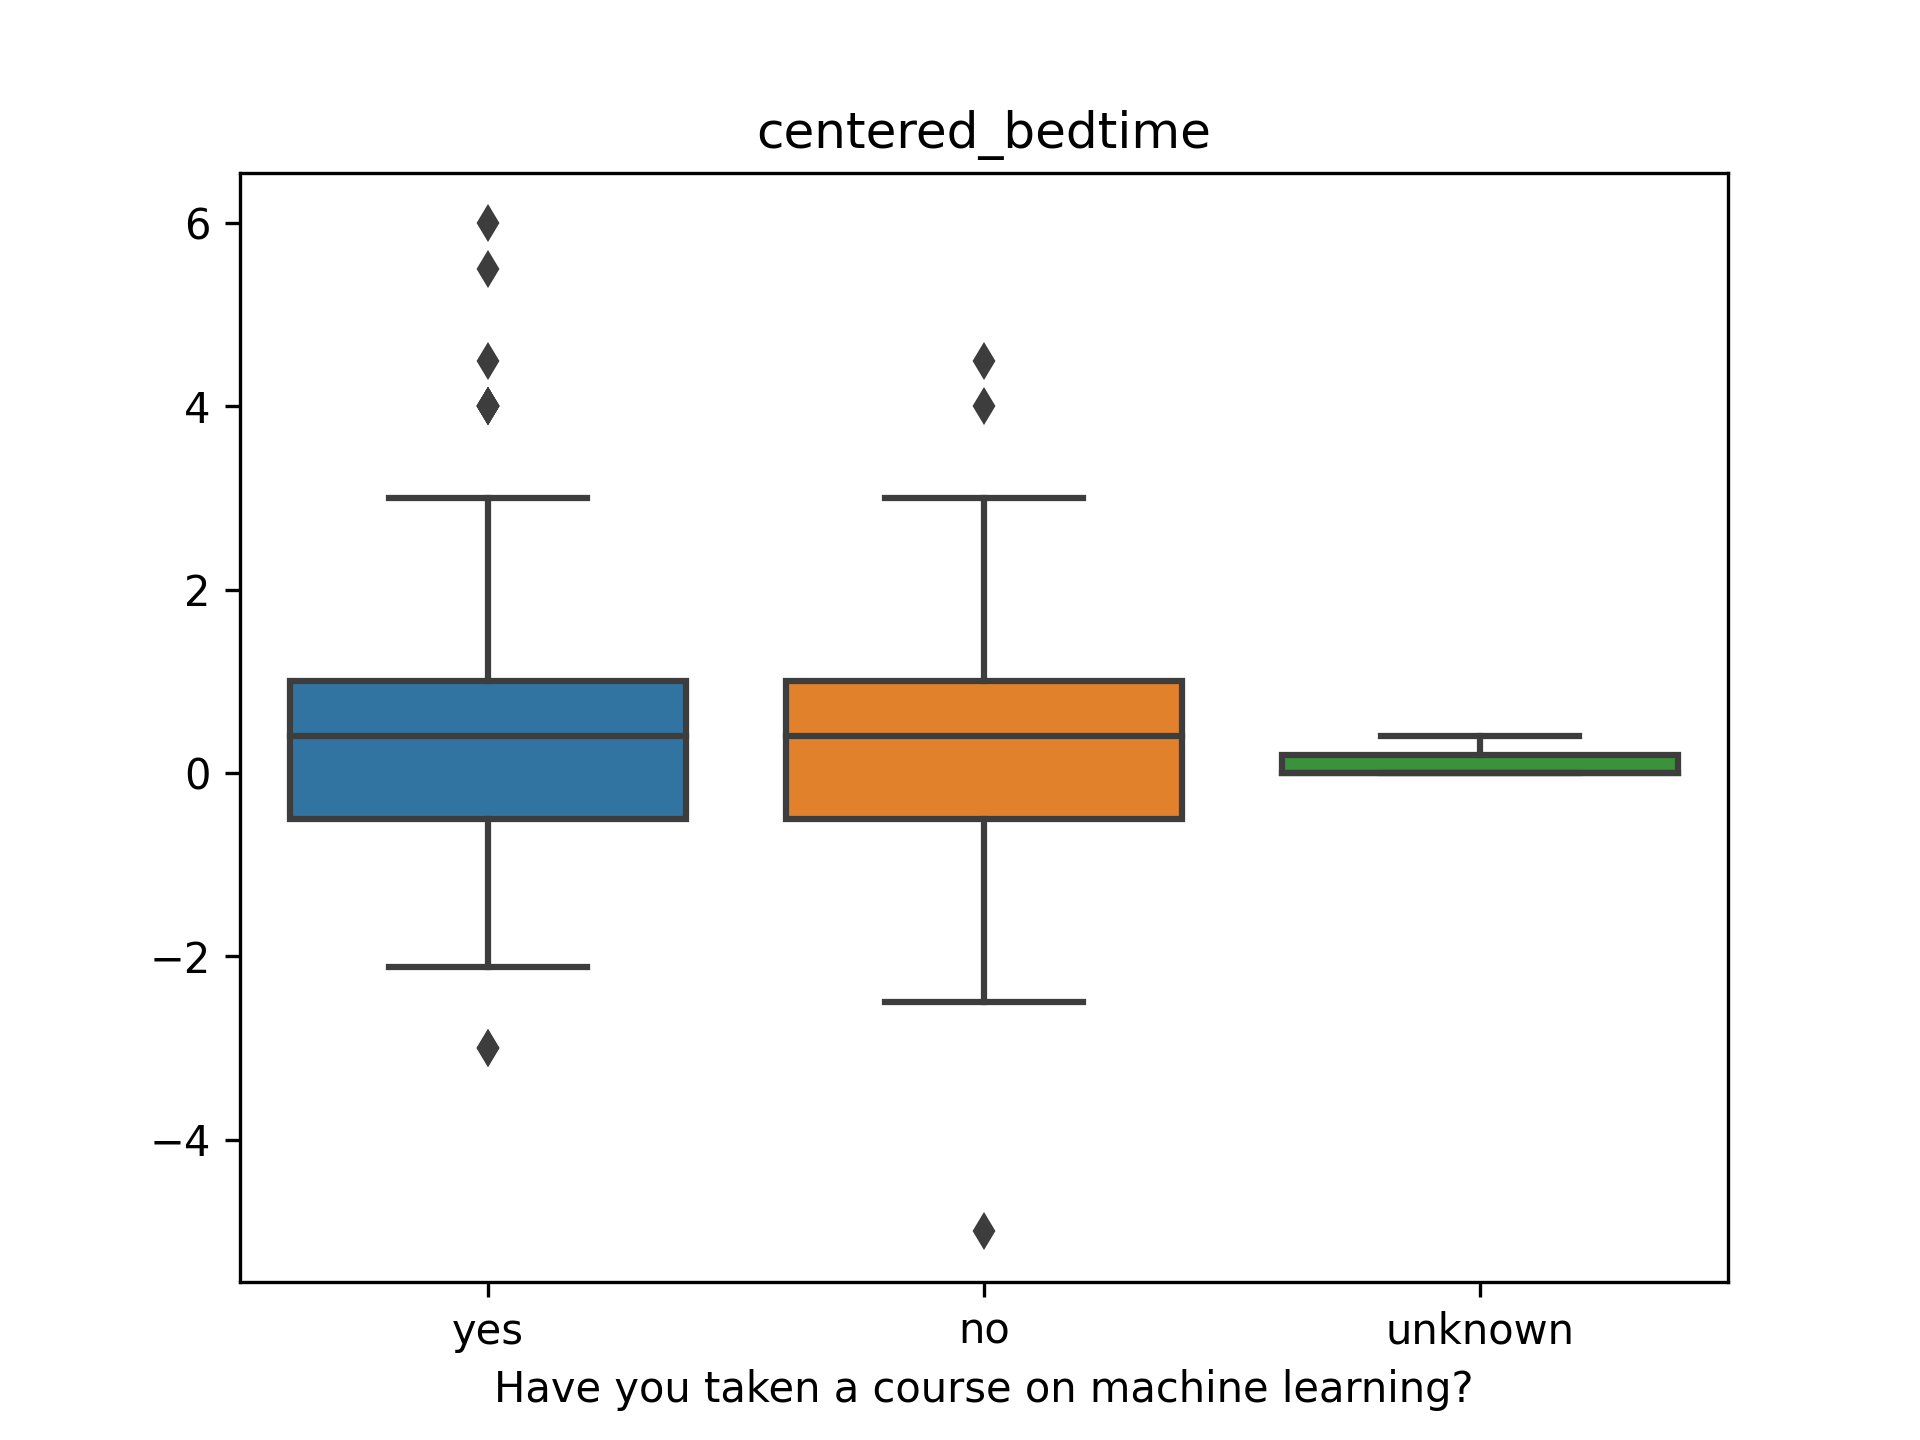 centered_bedtime
6
4
2
0
−2
−4
yes no unknown
Have you taken a course on machine learning?